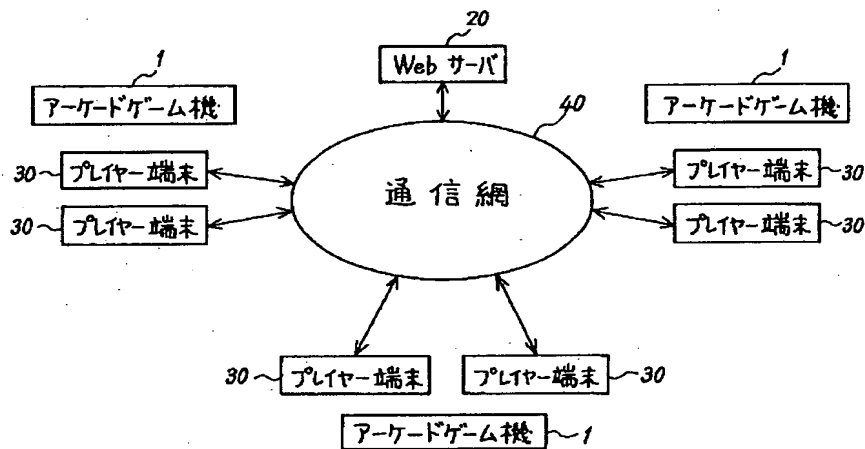 20
Web サーバ
1
アーケードゲーム機
1
アーケードゲーム機
40
30 プレイヤー端末
30 プレイヤー端末
通信網
プレイヤー端末 30
プレイヤー端末 30
30 プレイヤー端末
プレイヤー端末 30
アーケードゲーム機 1